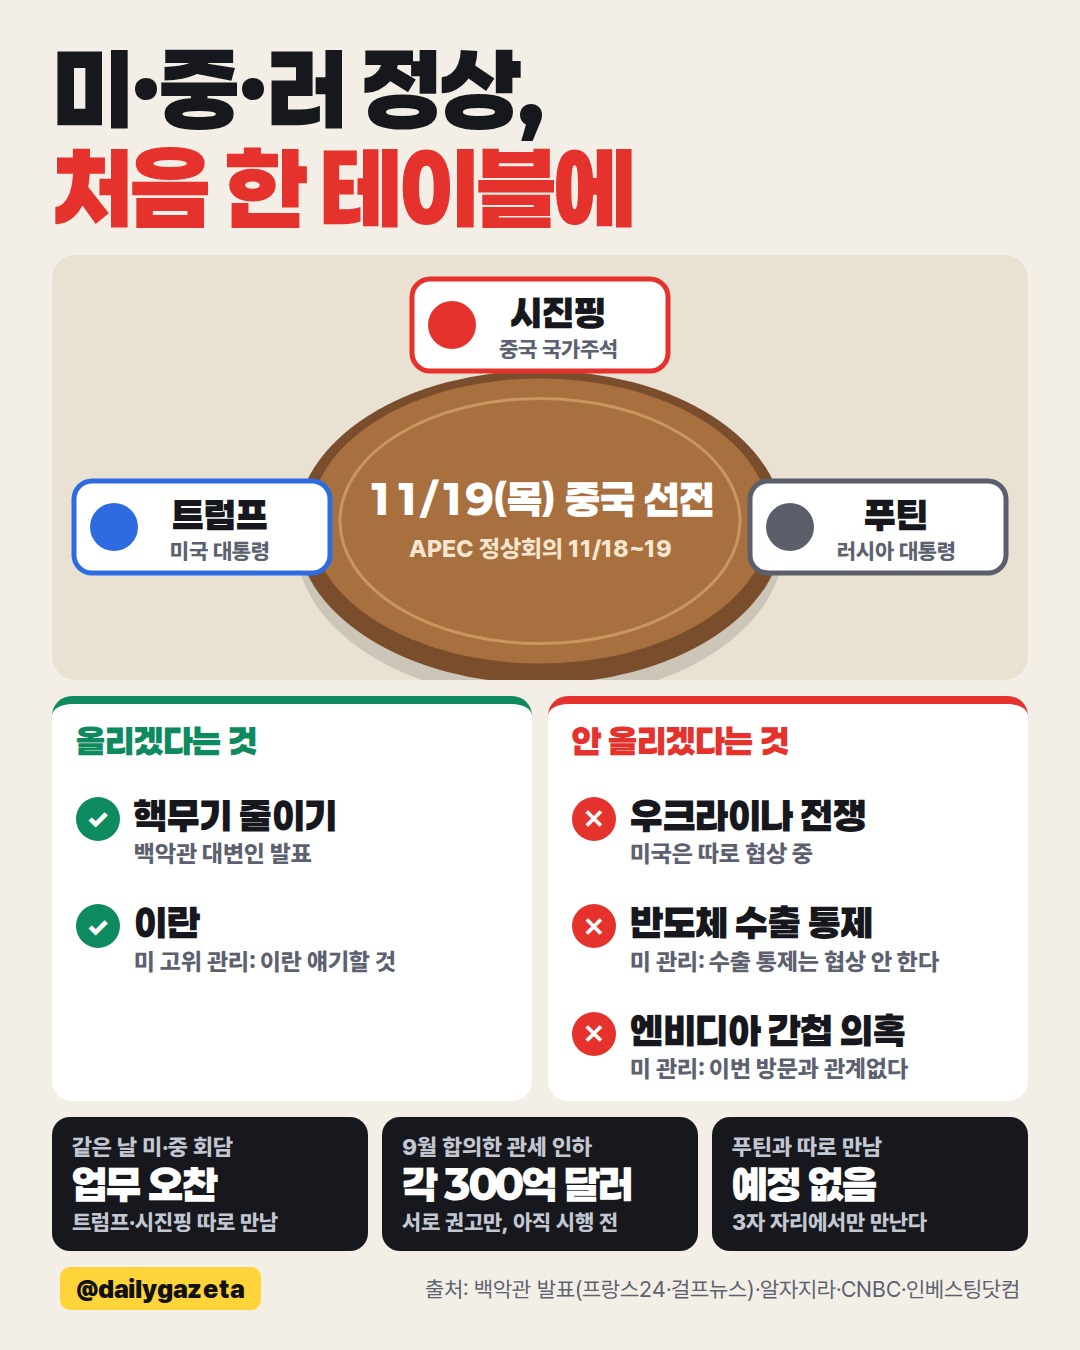 미·중·러 정상,
처음 한 테이블에
시진핑
중국 국가주석
트럼프
미국 대통령
11/19(목) 중국 선전
APEC 정상회의 11/18~19
푸틴
러시아 대통령
올리겠다는 것
핵무기 줄이기
백악관 대변인 발표
이란
미 고위 관리: 이란 얘기할 것
안 올리겠다는 것
우크라이나 전쟁
미국은 따로 협상 중
반도체 수출 통제
미 관리: 수출 통제는 협상 안 한다
엔비디아 간첩 의혹
미 관리: 이번 방문과 관계없다
같은 날 미·중 회담
업무 오찬
트럼프·시진핑 따로 만남
9월 합의한 관세 인하
각 300억 달러
서로 권고만, 아직 시행 전
푸틴과 따로 만남
예정 없음
3자 자리에서만 만난다
@dailygazeta
출처: 백악관 발표(프랑스24·걸프뉴스)·알자지라·CNBC·인베스팅닷컴